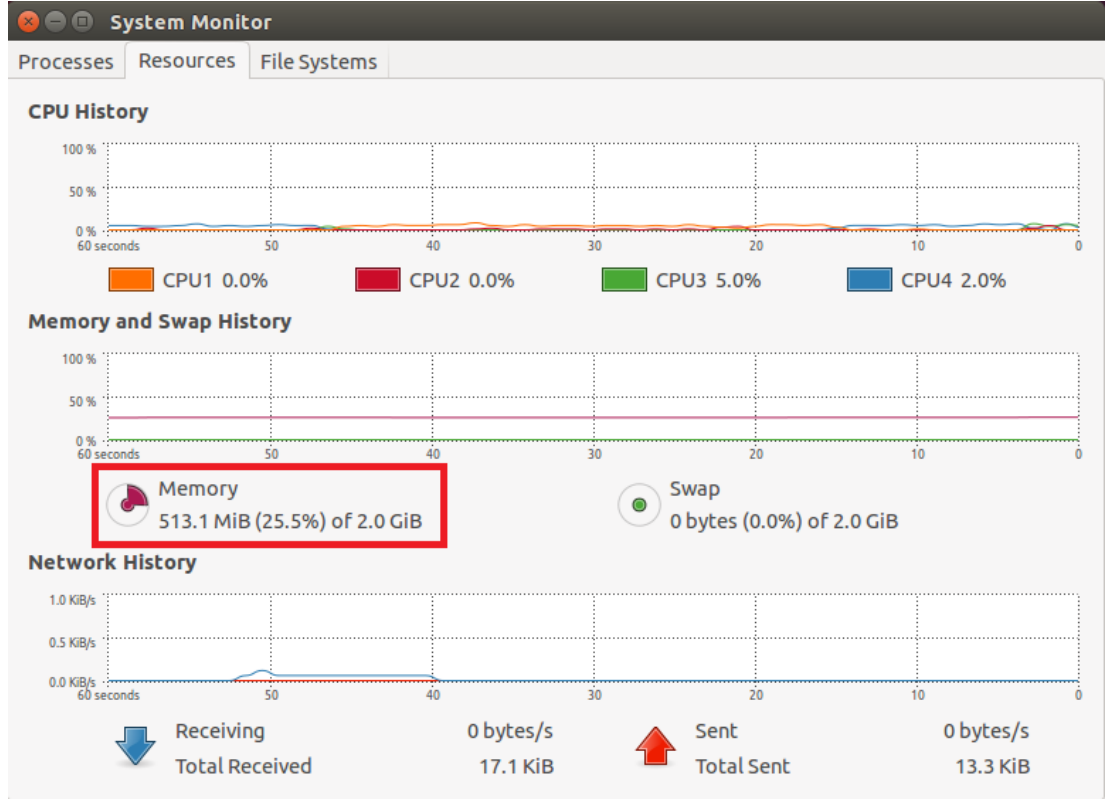 System Monitor
Processes Resources File Systems
CPU History
100 %
50 %
0 %
60 seconds 50 40 30 20 10 0
CPU1 0.0% CPU2 0.0% CPU3 5.0% CPU4 2.0%
Memory and Swap History
100 %
50 %
0 %
60 seconds 50 40 30 20 10 0
Memory Swap
513.1 MiB (25.5%) of 2.0 GiB 0 bytes (0.0%) of 2.0 GiB
Network History
1.0 KiB/s
0.5 KiB/s
0.0 KiB/s
60 seconds 50 40 30 20 10 0
Receiving 0 bytes/s Sent 0 bytes/s
Total Received 17.1 KiB Total Sent 13.3 KiB